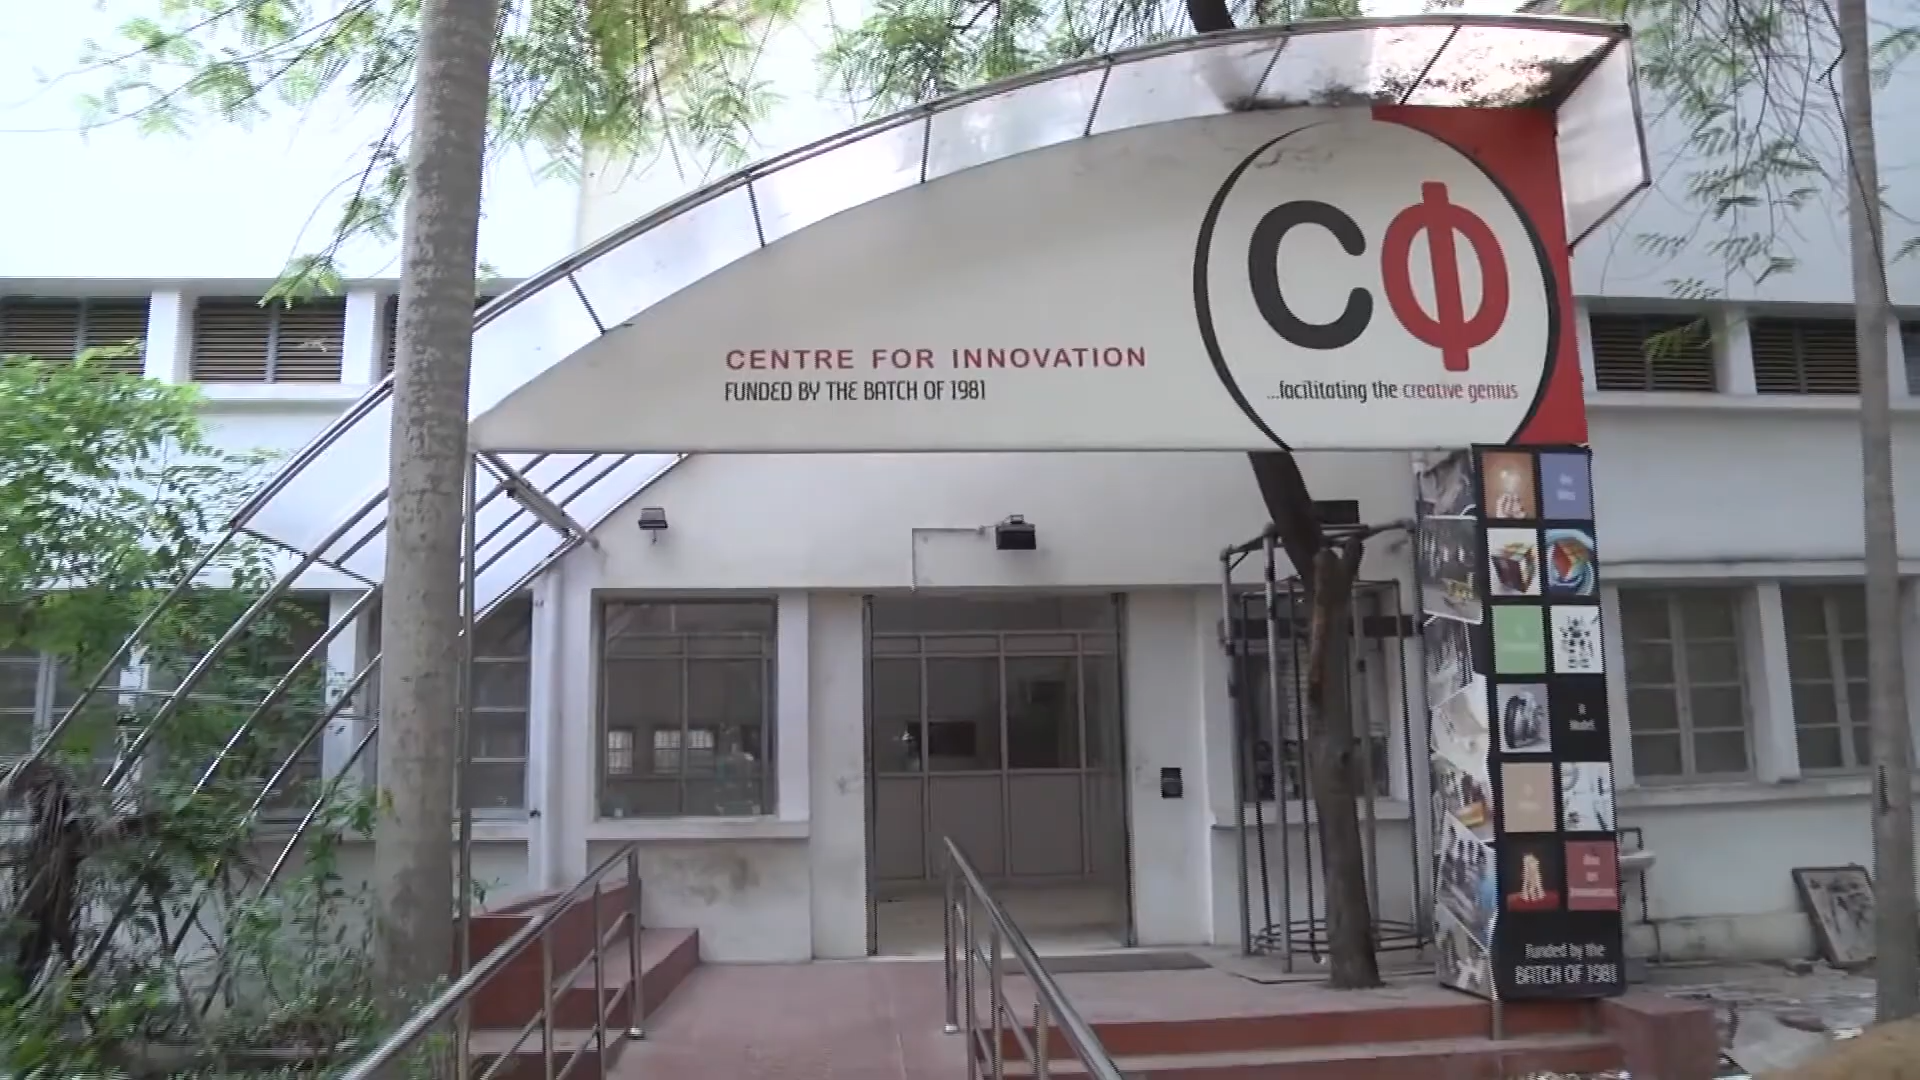 CENTRE FOR INNOVATION
FUNDED BY THE BATCH OF 1981
CΦ
...facilitating the creative genius
Funded by the
BATCH OF 1981